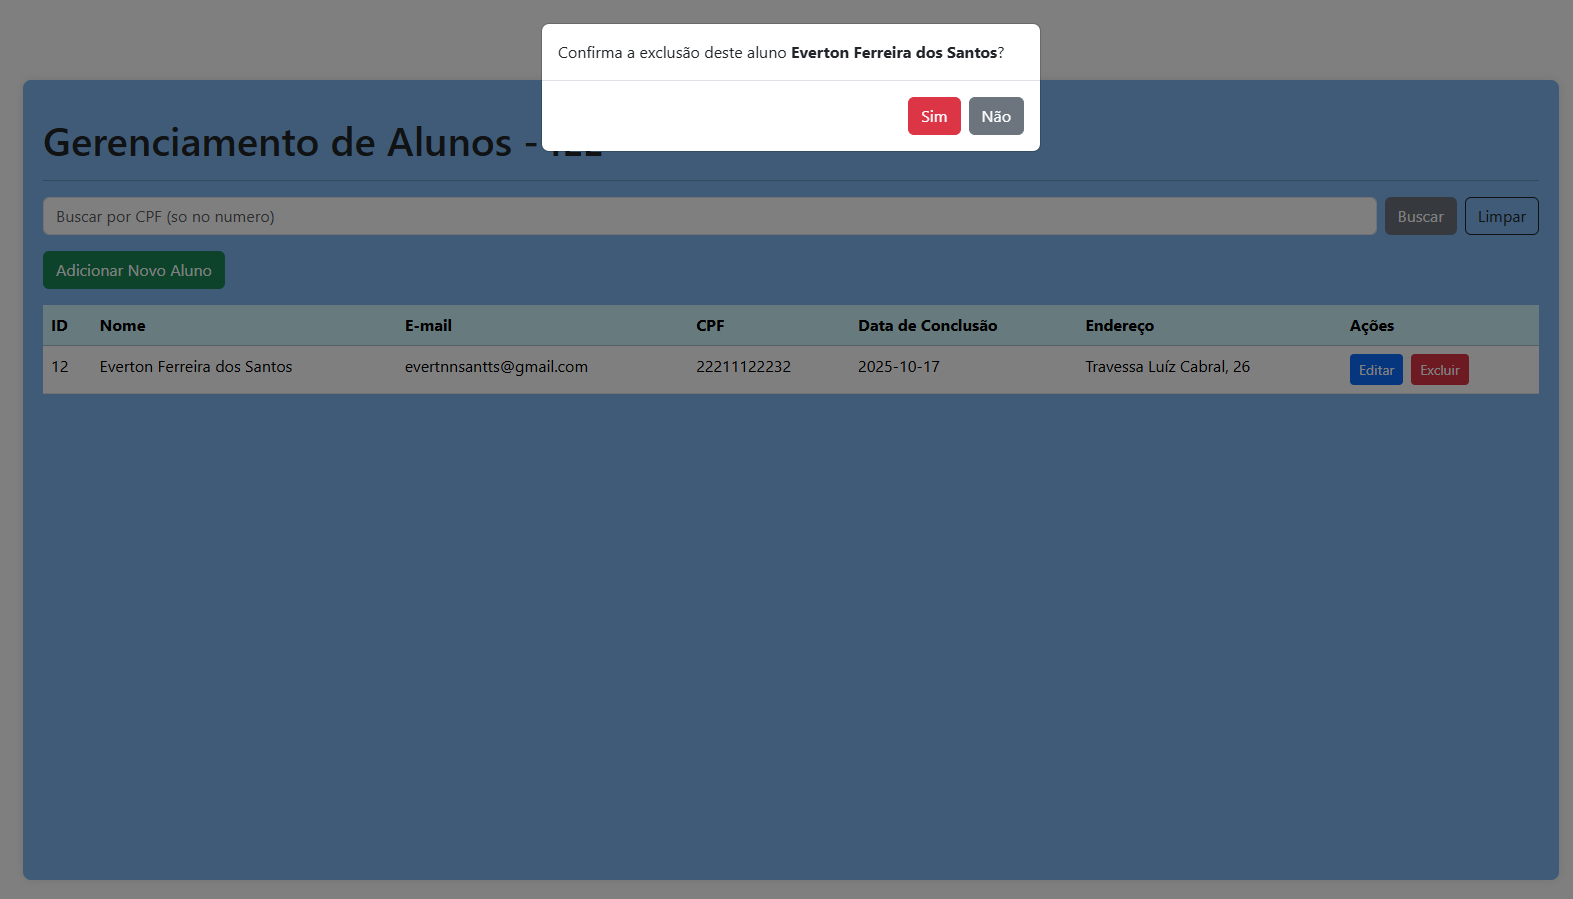 Confirma a exclusão deste aluno Everton Ferreira dos Santos?
Sim Não
Gerenciamento de Alunos -
Buscar por CPF (so no numero) Buscar Limpar
Adicionar Novo Aluno
ID Nome E-mail CPF Data de Conclusão Endereço Ações
12 Everton Ferreira dos Santos evertnnsantts@gmail.com 22211122232 2025-10-17 Travessa Luíz Cabral, 26 Editar Excluir